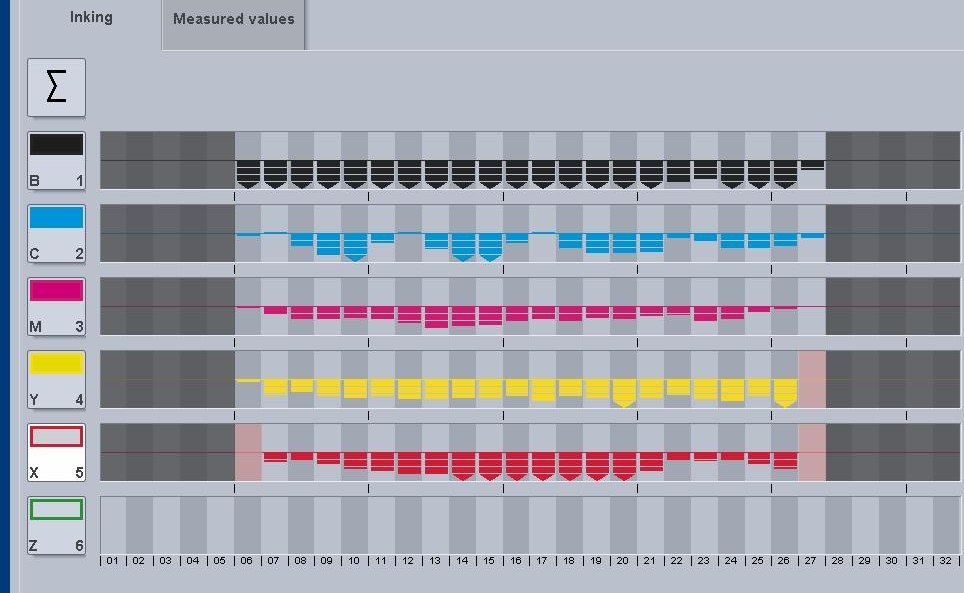 Inking Measured values
Σ
B 1
C 2
M 3
Y 4
X 5
Z 6
01 02 03 04 05 06 07 08 09 10 11 12 13 14 15 16 17 18 19 20 21 22 23 24 25 26 27 28 29 30 31 32